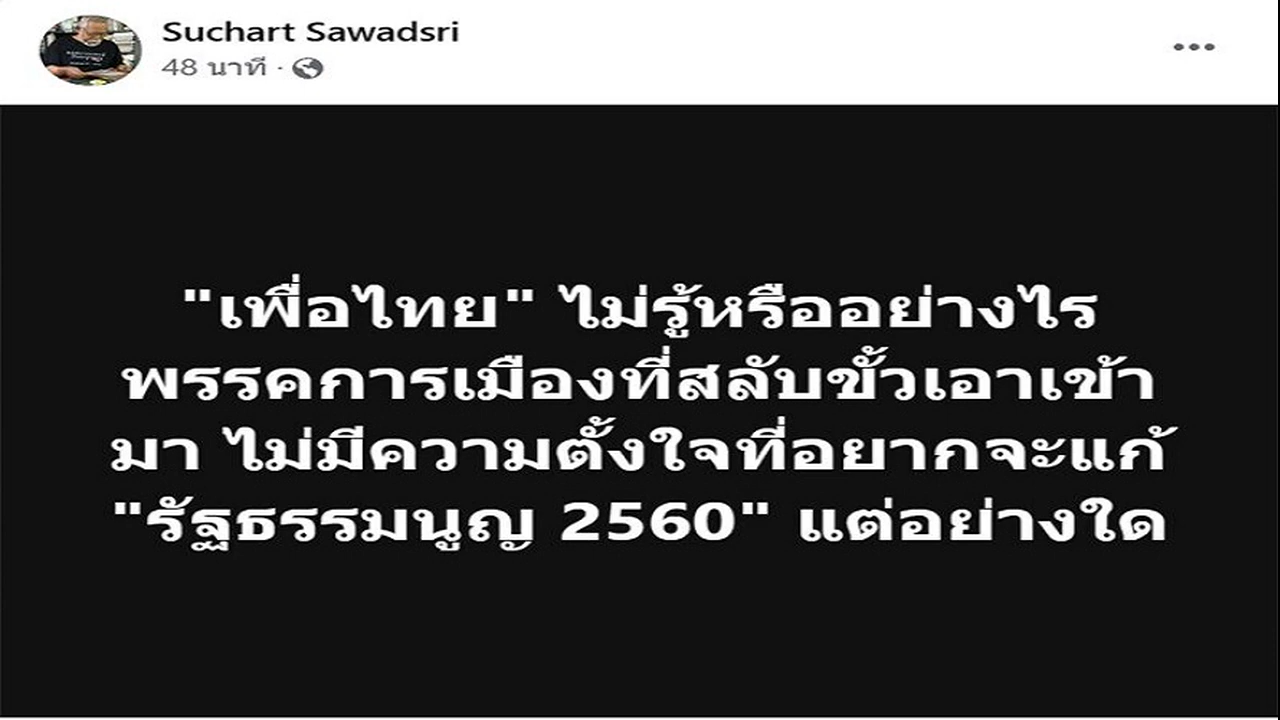 Suchart Sawadsri
48 นาที ·
"เพื่อไทย" ไม่รู้หรืออย่างไร
พรรคการเมืองที่สลับขั้วเอาเข้า
มา ไม่มีความตั้งใจที่อยากจะแก้
"รัฐธรรมนูญ 2560" แต่อย่างใด